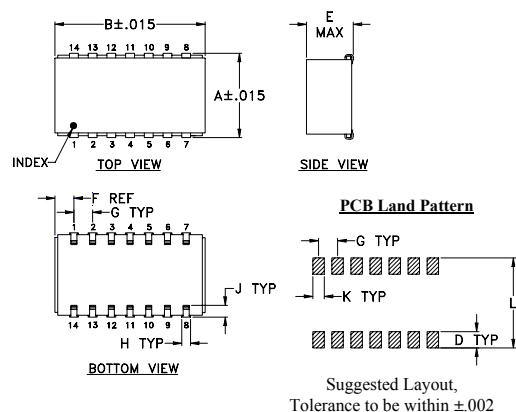 B±.015
E
MAX
14 13 12 11 10 9 8
A±.015
INDEX
1 2 3 4 5 6 7
TOP VIEW
SIDE VIEW
F REF
G TYP
1 2 3 4 5 6 7
J TYP
14 13 12 11 10 9 8
H TYP
BOTTOM VIEW
PCB Land Pattern
G TYP
K TYP
L
D TYP
Suggested Layout,
Tolerance to be within ±.002